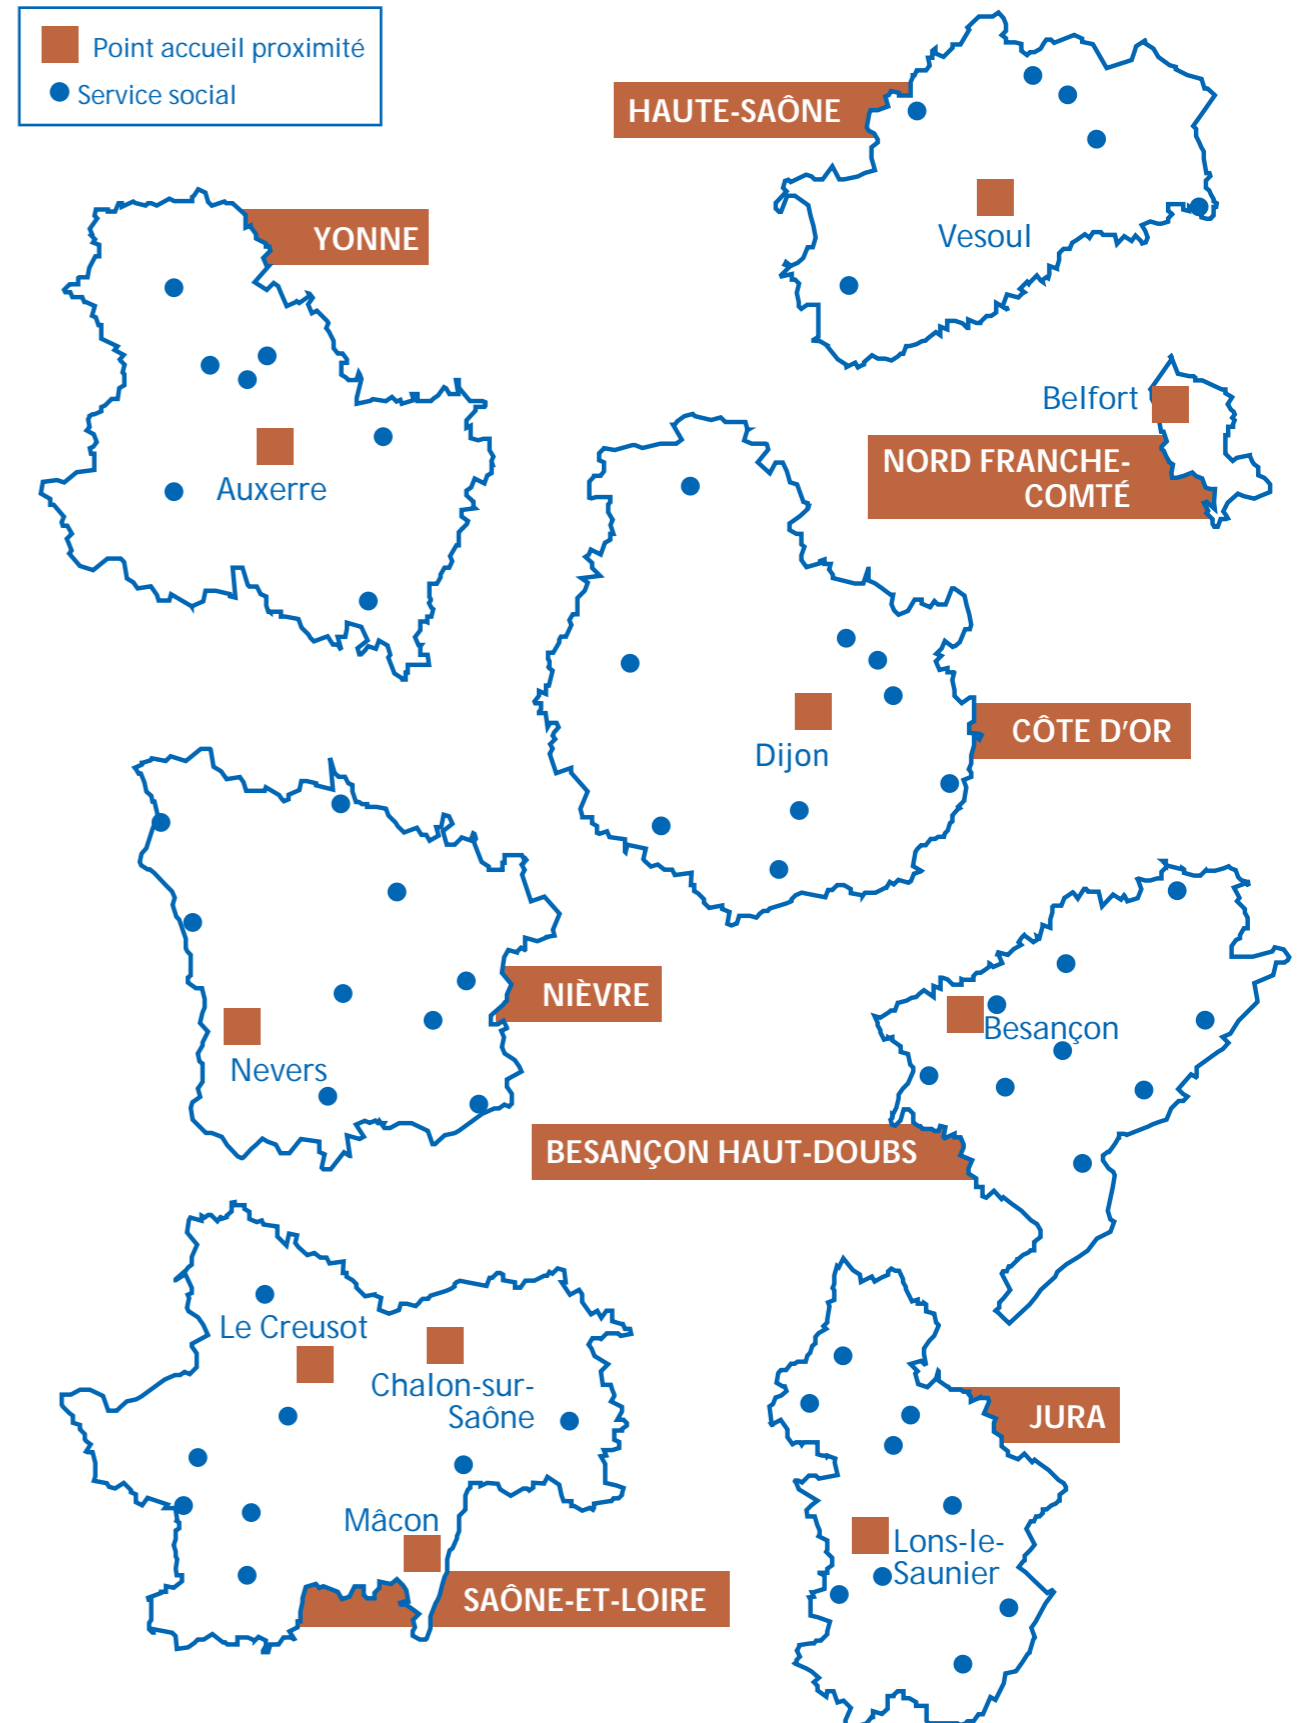 Point accueil proximité
Service social
HAUTE-SAÔNE
Vesoul
YONNE
Auxerre
Belfort
NORD FRANCHE-
COMTÉ
CÔTE D'OR
Dijon
NIÈVRE
Nevers
Besançon
BESANÇON HAUT-DOUBS
Le Creusot
Chalon-sur-
Saône
Mâcon
SAÔNE-ET-LOIRE
JURA
Lons-le-
Saunier